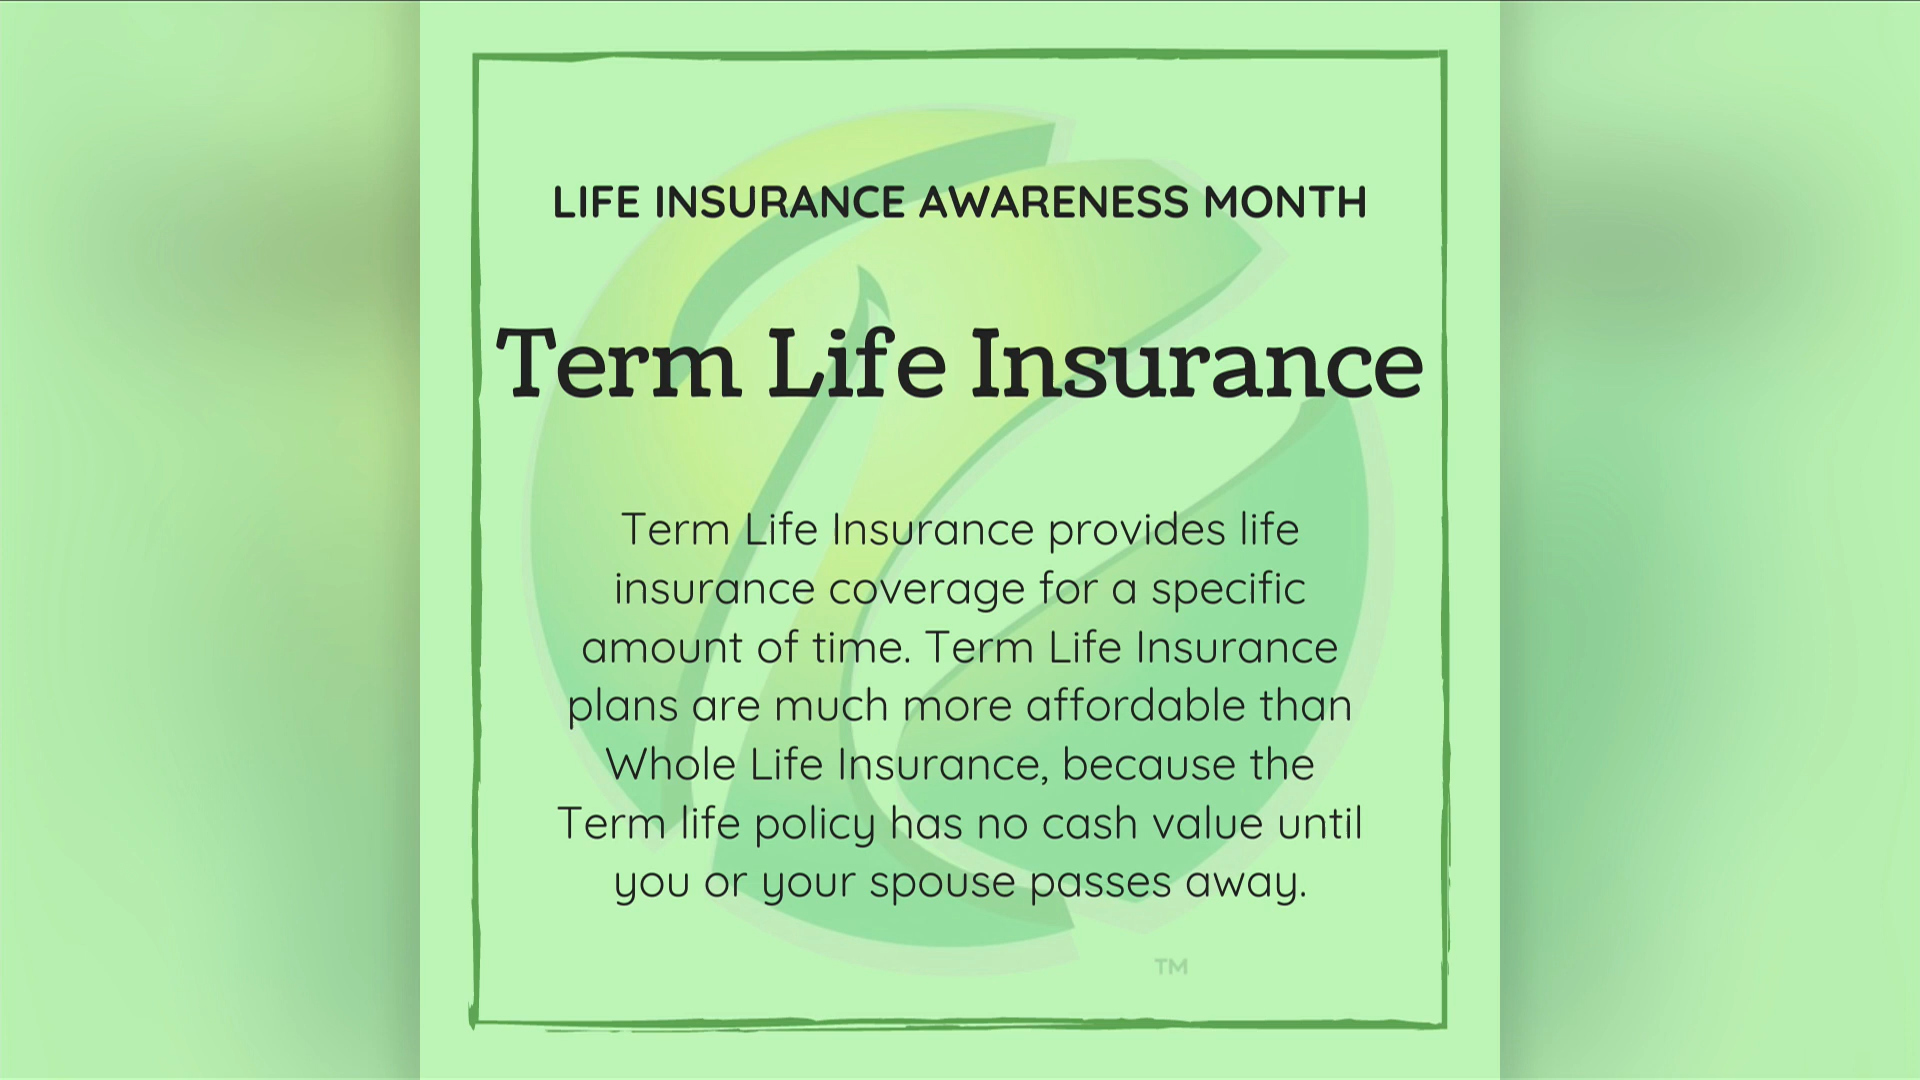 LIFE INSURANCE AWARENESS MONTH
Term Life Insurance
Term Life Insurance provides life
insurance coverage for a specific
amount of time. Term Life Insurance
plans are much more affordable than
Whole Life Insurance, because the
Term life policy has no cash value until
you or your spouse passes away.
TM